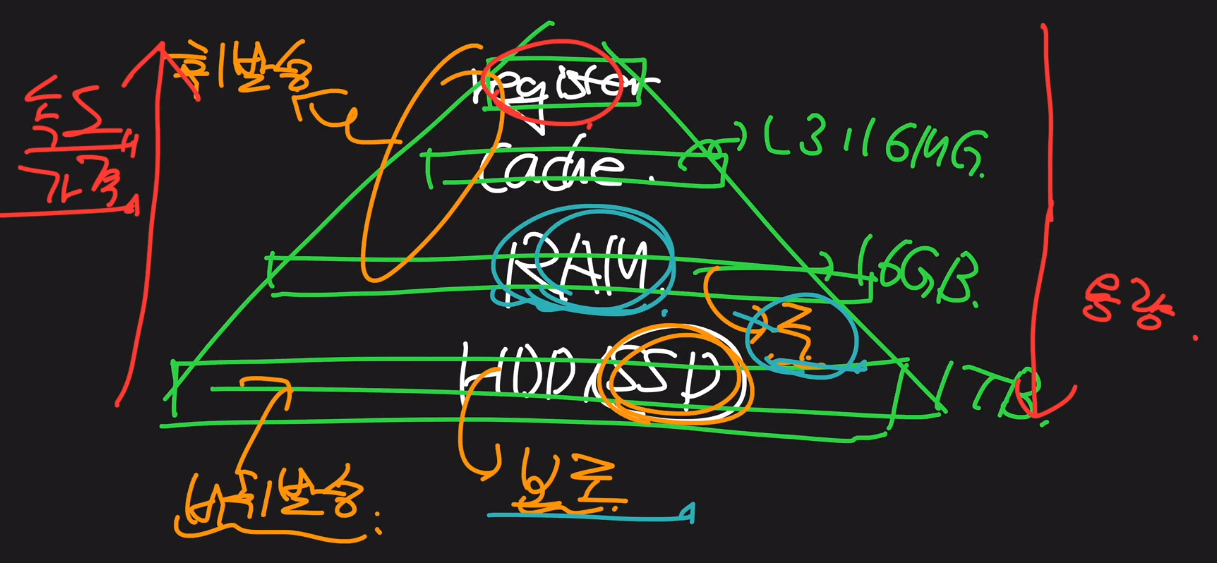 휘발성
register
속도
가격
Cache.
L3 116MG.
RAM.
16GB.
용량.
주
HDD/SSD
1TB.
비휘발성.
보조